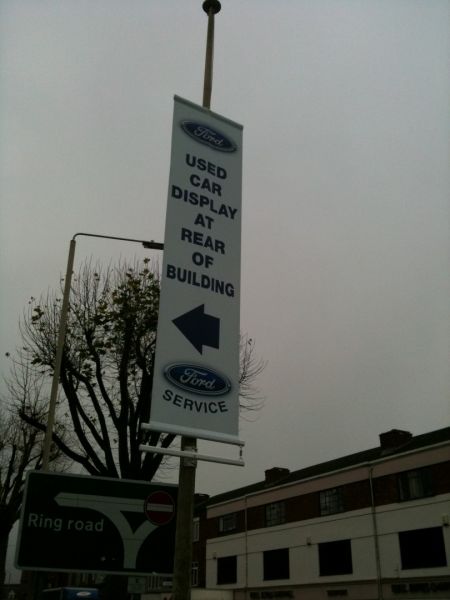 Ford
USED
CAR
DISPLAY
AT
REAR
OF
BUILDING
Ford
SERVICE
Ring road